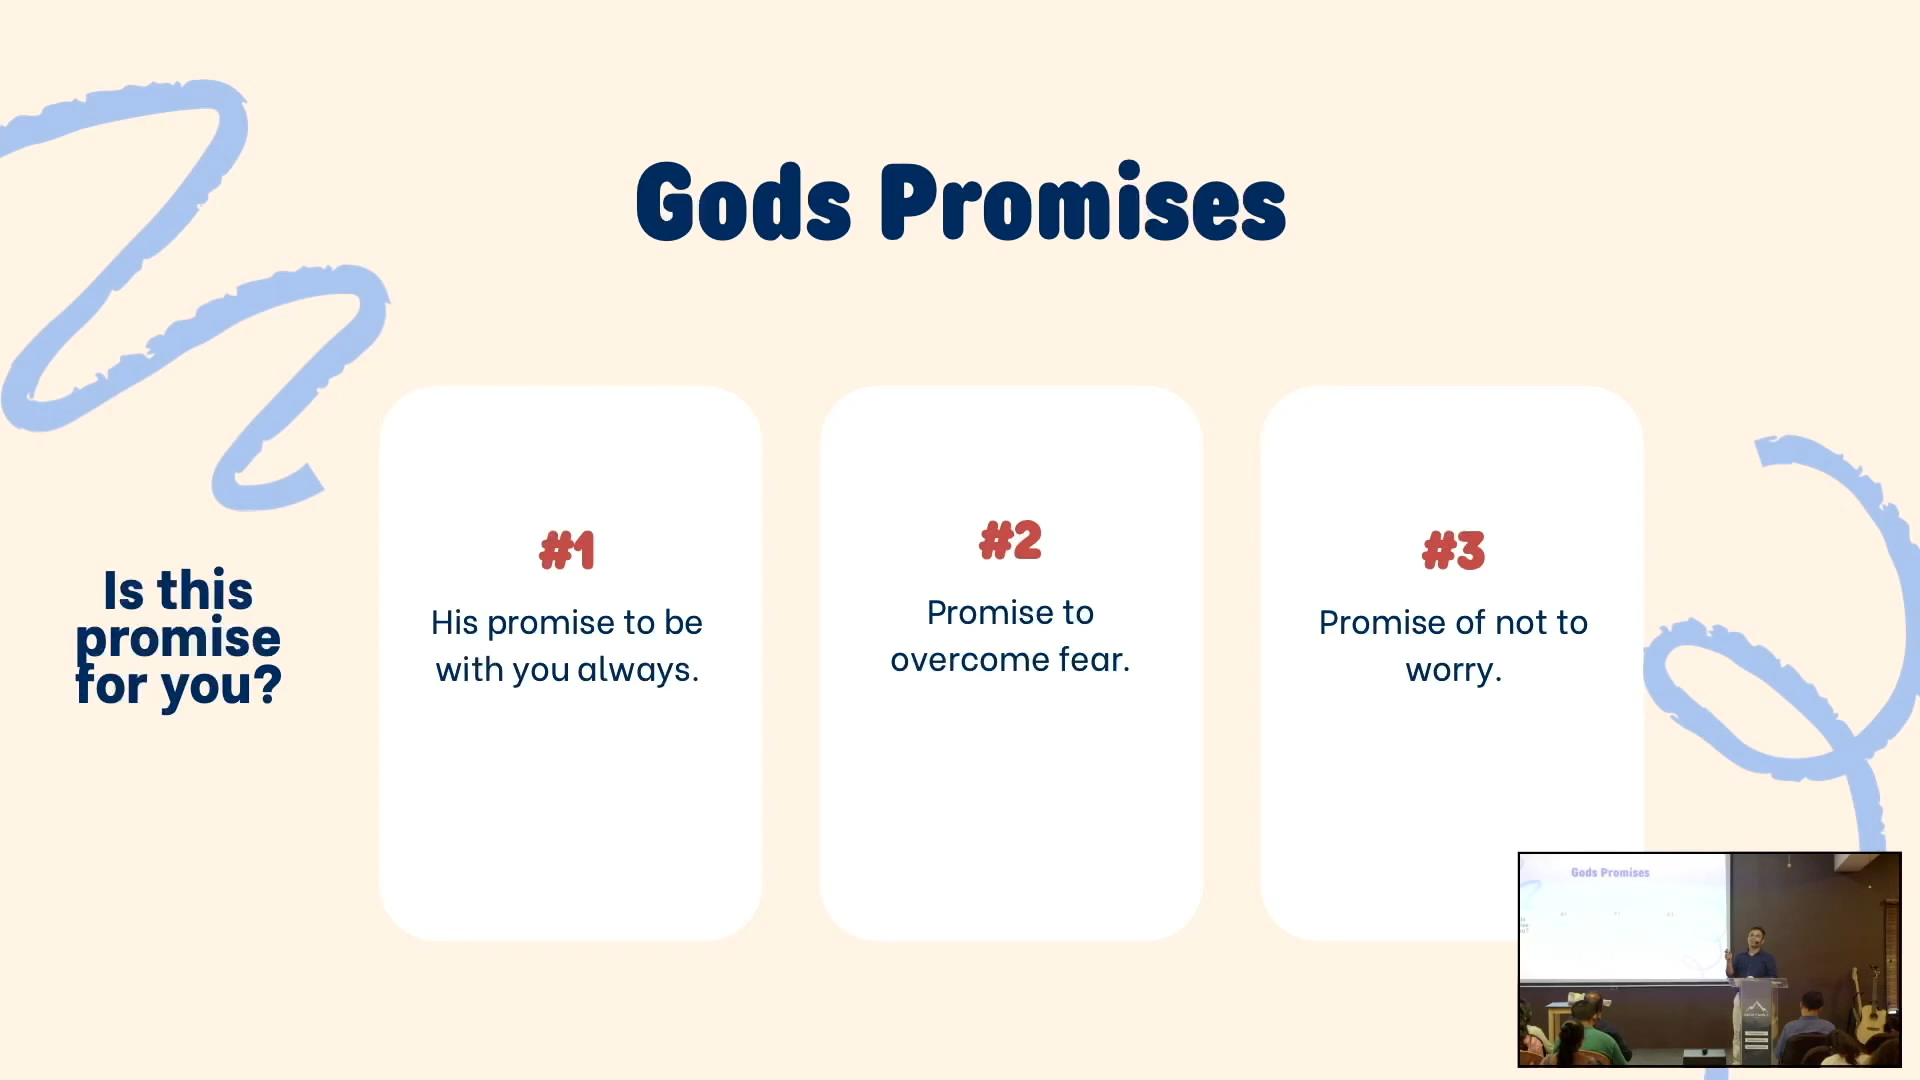 Gods Promises
Is this
promise
for you?
#1
His promise to be
with you always.
#2
Promise to
overcome fear.
#3
Promise of not to
worry.
Gods Promises